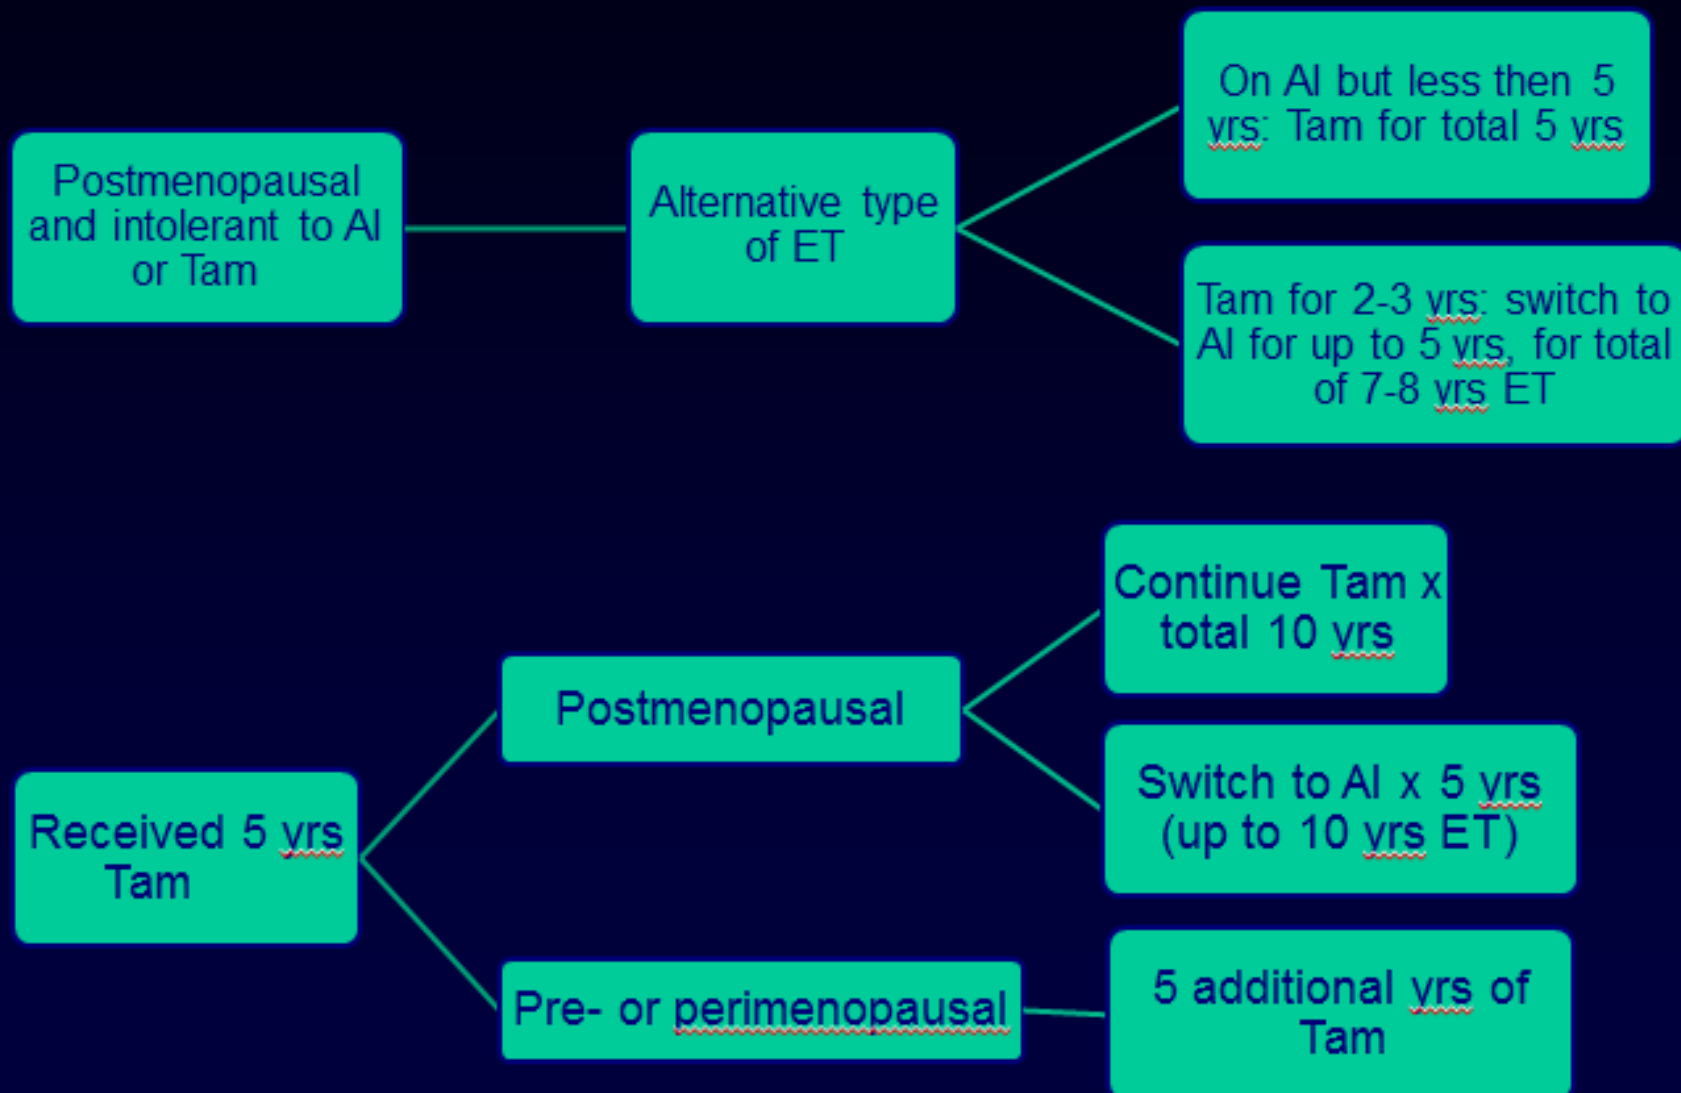 Postmenopausal
and intolerant to AI
or Tam
Alternative type
of ET
On AI but less then 5
yrs: Tam for total 5 yrs
Tam for 2-3 yrs: switch to
AI for up to 5 yrs, for total
of 7-8 yrs ET
Received 5 yrs
Tam
Postmenopausal
Continue Tam x
total 10 yrs
Switch to AI x 5 yrs
(up to 10 yrs ET)
Pre- or perimenopausal
5 additional yrs of
Tam